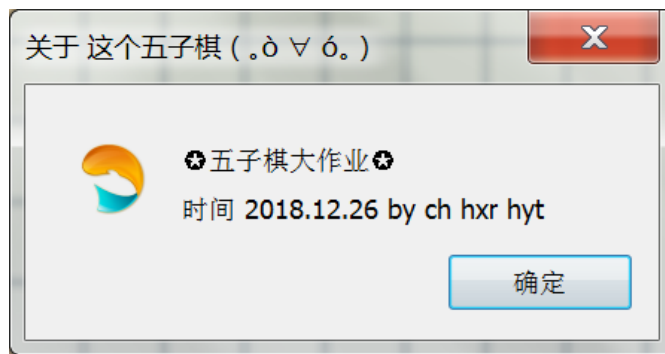 关于 这个五子棋 ( 。ò ∀ ó。)
✪五子棋大作业✪
时间 2018.12.26 by ch hxr hyt
确定